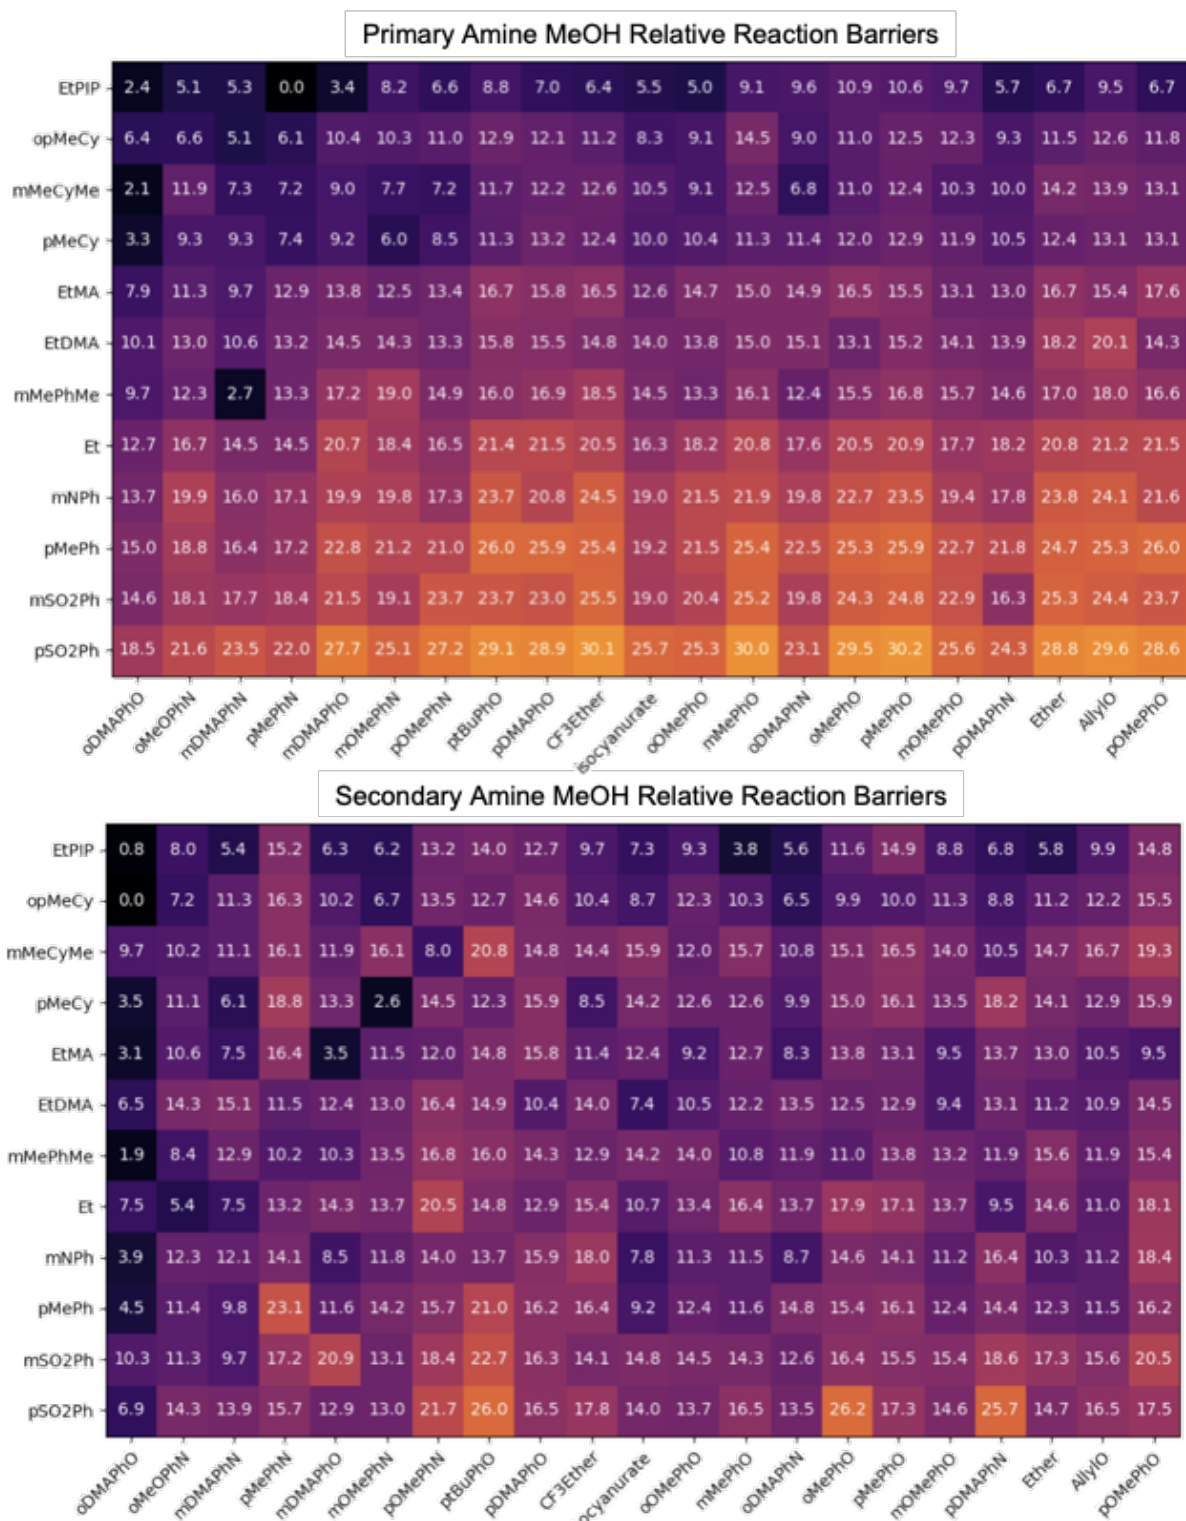 Primary Amine MeOH Relative Reaction Barriers
EtPIP 2.4 5.1 5.3 0.0 3.4 8.2 6.6 8.8 7.0 6.4 5.5 5.0 9.1 9.6 10.9 10.6 9.7 5.7 6.7 9.5 6.7
opMeCy 6.4 6.6 5.1 6.1 10.4 10.3 11.0 12.9 12.1 11.2 8.3 9.1 14.5 9.0 11.0 12.5 12.3 9.3 11.5 12.6 11.8
mMeCyMe 2.1 11.9 7.3 7.2 9.0 7.7 7.2 11.7 12.2 12.6 10.5 9.1 12.5 6.8 11.0 12.4 10.3 10.0 14.2 13.9 13.1
pMeCy 3.3 9.3 9.3 7.4 9.2 6.0 8.5 11.3 13.2 12.4 10.0 10.4 11.3 11.4 12.0 12.9 11.9 10.5 12.4 13.1 13.1
EtMA 7.9 11.3 9.7 12.9 13.8 12.5 13.4 16.7 15.8 16.5 12.6 14.7 15.0 14.9 16.5 15.5 13.1 13.0 16.7 15.4 17.6
EtDMA 10.1 13.0 10.6 13.2 14.5 14.3 13.3 15.8 15.5 14.8 14.0 13.8 15.0 15.1 13.1 15.2 14.1 13.9 18.2 20.1 14.3
mMePhMe 9.7 12.3 2.7 13.3 17.2 19.0 14.9 16.0 16.9 18.5 14.5 13.3 16.1 12.4 15.5 16.8 15.7 14.6 17.0 18.0 16.6
Et 12.7 16.7 14.5 14.5 20.7 18.4 16.5 21.4 21.5 20.5 16.3 18.2 20.8 17.6 20.5 20.9 17.7 18.2 20.8 21.2 21.5
mNPh 13.7 19.9 16.0 17.1 19.9 19.8 17.3 23.7 20.8 24.5 19.0 21.5 21.9 19.8 22.7 23.5 19.4 17.8 23.8 24.1 21.6
pMePh 15.0 18.8 16.4 17.2 22.8 21.2 21.0 26.0 25.9 25.4 19.2 21.5 25.4 22.5 25.3 25.9 22.7 21.8 24.7 25.3 26.0
mSO2Ph 14.6 18.1 17.7 18.4 21.5 19.1 23.7 23.7 23.0 25.5 19.0 20.4 25.2 19.8 24.3 24.8 22.9 16.3 25.3 24.4 23.7
pSO2Ph 18.5 21.6 23.5 22.0 27.7 25.1 27.2 29.1 28.9 30.1 25.7 25.3 30.0 23.1 29.5 30.2 25.6 24.3 28.8 29.6 28.6
oDMAPhO oMeOPhN mDMAPhN pMePhN mDMAPhO mOMePhN pOMePhN ptBuPhO pDMAPhO CF3Ether isocyanurate oOMePhO mMePhO oDMAPhN oMePhO pMePhO mOMePhO pDMAPhN Ether AllylO pOMePhO
Secondary Amine MeOH Relative Reaction Barriers
EtPIP 0.8 8.0 5.4 15.2 6.3 6.2 13.2 14.0 12.7 9.7 7.3 9.3 3.8 5.6 11.6 14.9 8.8 6.8 5.8 9.9 14.8
opMeCy 0.0 7.2 11.3 16.3 10.2 6.7 13.5 12.7 14.6 10.4 8.7 12.3 10.3 6.5 9.9 10.0 11.3 8.8 11.2 12.2 15.5
mMeCyMe 9.7 10.2 11.1 16.1 11.9 16.1 8.0 20.8 14.8 14.4 15.9 12.0 15.7 10.8 15.1 16.5 14.0 10.5 14.7 16.7 19.3
pMeCy 3.5 11.1 6.1 18.8 13.3 2.6 14.5 12.3 15.9 8.5 14.2 12.6 12.6 9.9 15.0 16.1 13.5 18.2 14.1 12.9 15.9
EtMA 3.1 10.6 7.5 16.4 3.5 11.5 12.0 14.8 15.8 11.4 12.4 9.2 12.7 8.3 13.8 13.1 9.5 13.7 13.0 10.5 9.5
EtDMA 6.5 14.3 15.1 11.5 12.4 13.0 16.4 14.9 10.4 14.0 7.4 10.5 12.2 13.5 12.5 12.9 9.4 13.1 11.2 10.9 14.5
mMePhMe 1.9 8.4 12.9 10.2 10.3 13.5 16.8 16.0 14.3 12.9 14.2 14.0 10.8 11.9 11.0 13.8 13.2 11.9 15.6 11.9 15.4
Et 7.5 5.4 7.5 13.2 14.3 13.7 20.5 14.8 12.9 15.4 10.7 13.4 16.4 13.7 17.9 17.1 13.7 9.5 14.6 11.0 18.1
mNPh 3.9 12.3 12.1 14.1 8.5 11.8 14.0 13.7 15.9 18.0 7.8 11.3 11.5 8.7 14.6 14.1 11.2 16.4 10.3 11.2 18.4
pMePh 4.5 11.4 9.8 23.1 11.6 14.2 15.7 21.0 16.2 16.4 9.2 12.4 11.6 14.8 15.4 16.1 12.4 14.4 12.3 11.5 16.2
mSO2Ph 10.3 11.3 9.7 17.2 20.9 13.1 18.4 22.7 16.3 14.1 14.8 14.5 14.3 12.6 16.4 15.5 15.4 18.6 17.3 15.6 20.5
pSO2Ph 6.9 14.3 13.9 15.7 12.9 13.0 21.7 26.0 16.5 17.8 14.0 13.7 16.5 13.5 26.2 17.3 14.6 25.7 14.7 16.5 17.5
oDMAPhO oMeOPhN mDMAPhN pMePhN mDMAPhO mOMePhN pOMePhN ptBuPhO pDMAPhO CF3Ether ocyanurate oOMePhO mMePhO oDMAPhN oMePhO pMePhO mOMePhO pDMAPhN Ether AllylO pOMePhO